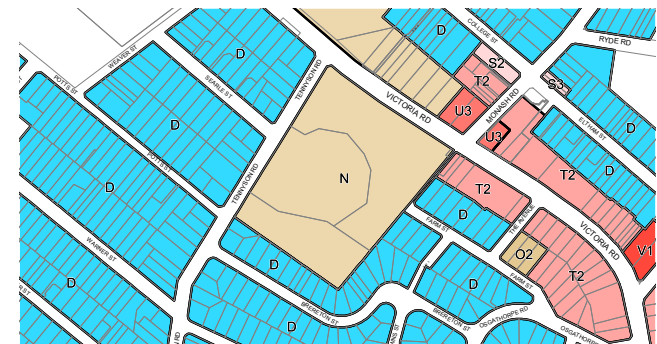 COLLEGE ST
RYDE RD
D
WEAVER ST
D
S2
T2
TENNYSON RD
SEARLE ST
POTTS ST
D
VICTORIA RD
U3
MONASH RD
S3
ELTHAM ST
D
U3
D
POTTS ST
N
T2
D
T2
D
TENNYSON RD
FARM ST
D
THE AVENUE
VICTORIA RD
WARNER ST
D
O2
V1
D
FARM ST
T2
D
BRERETON ST
D
BRERETON ST
OSGATHORPE RD
OSGATHORPE